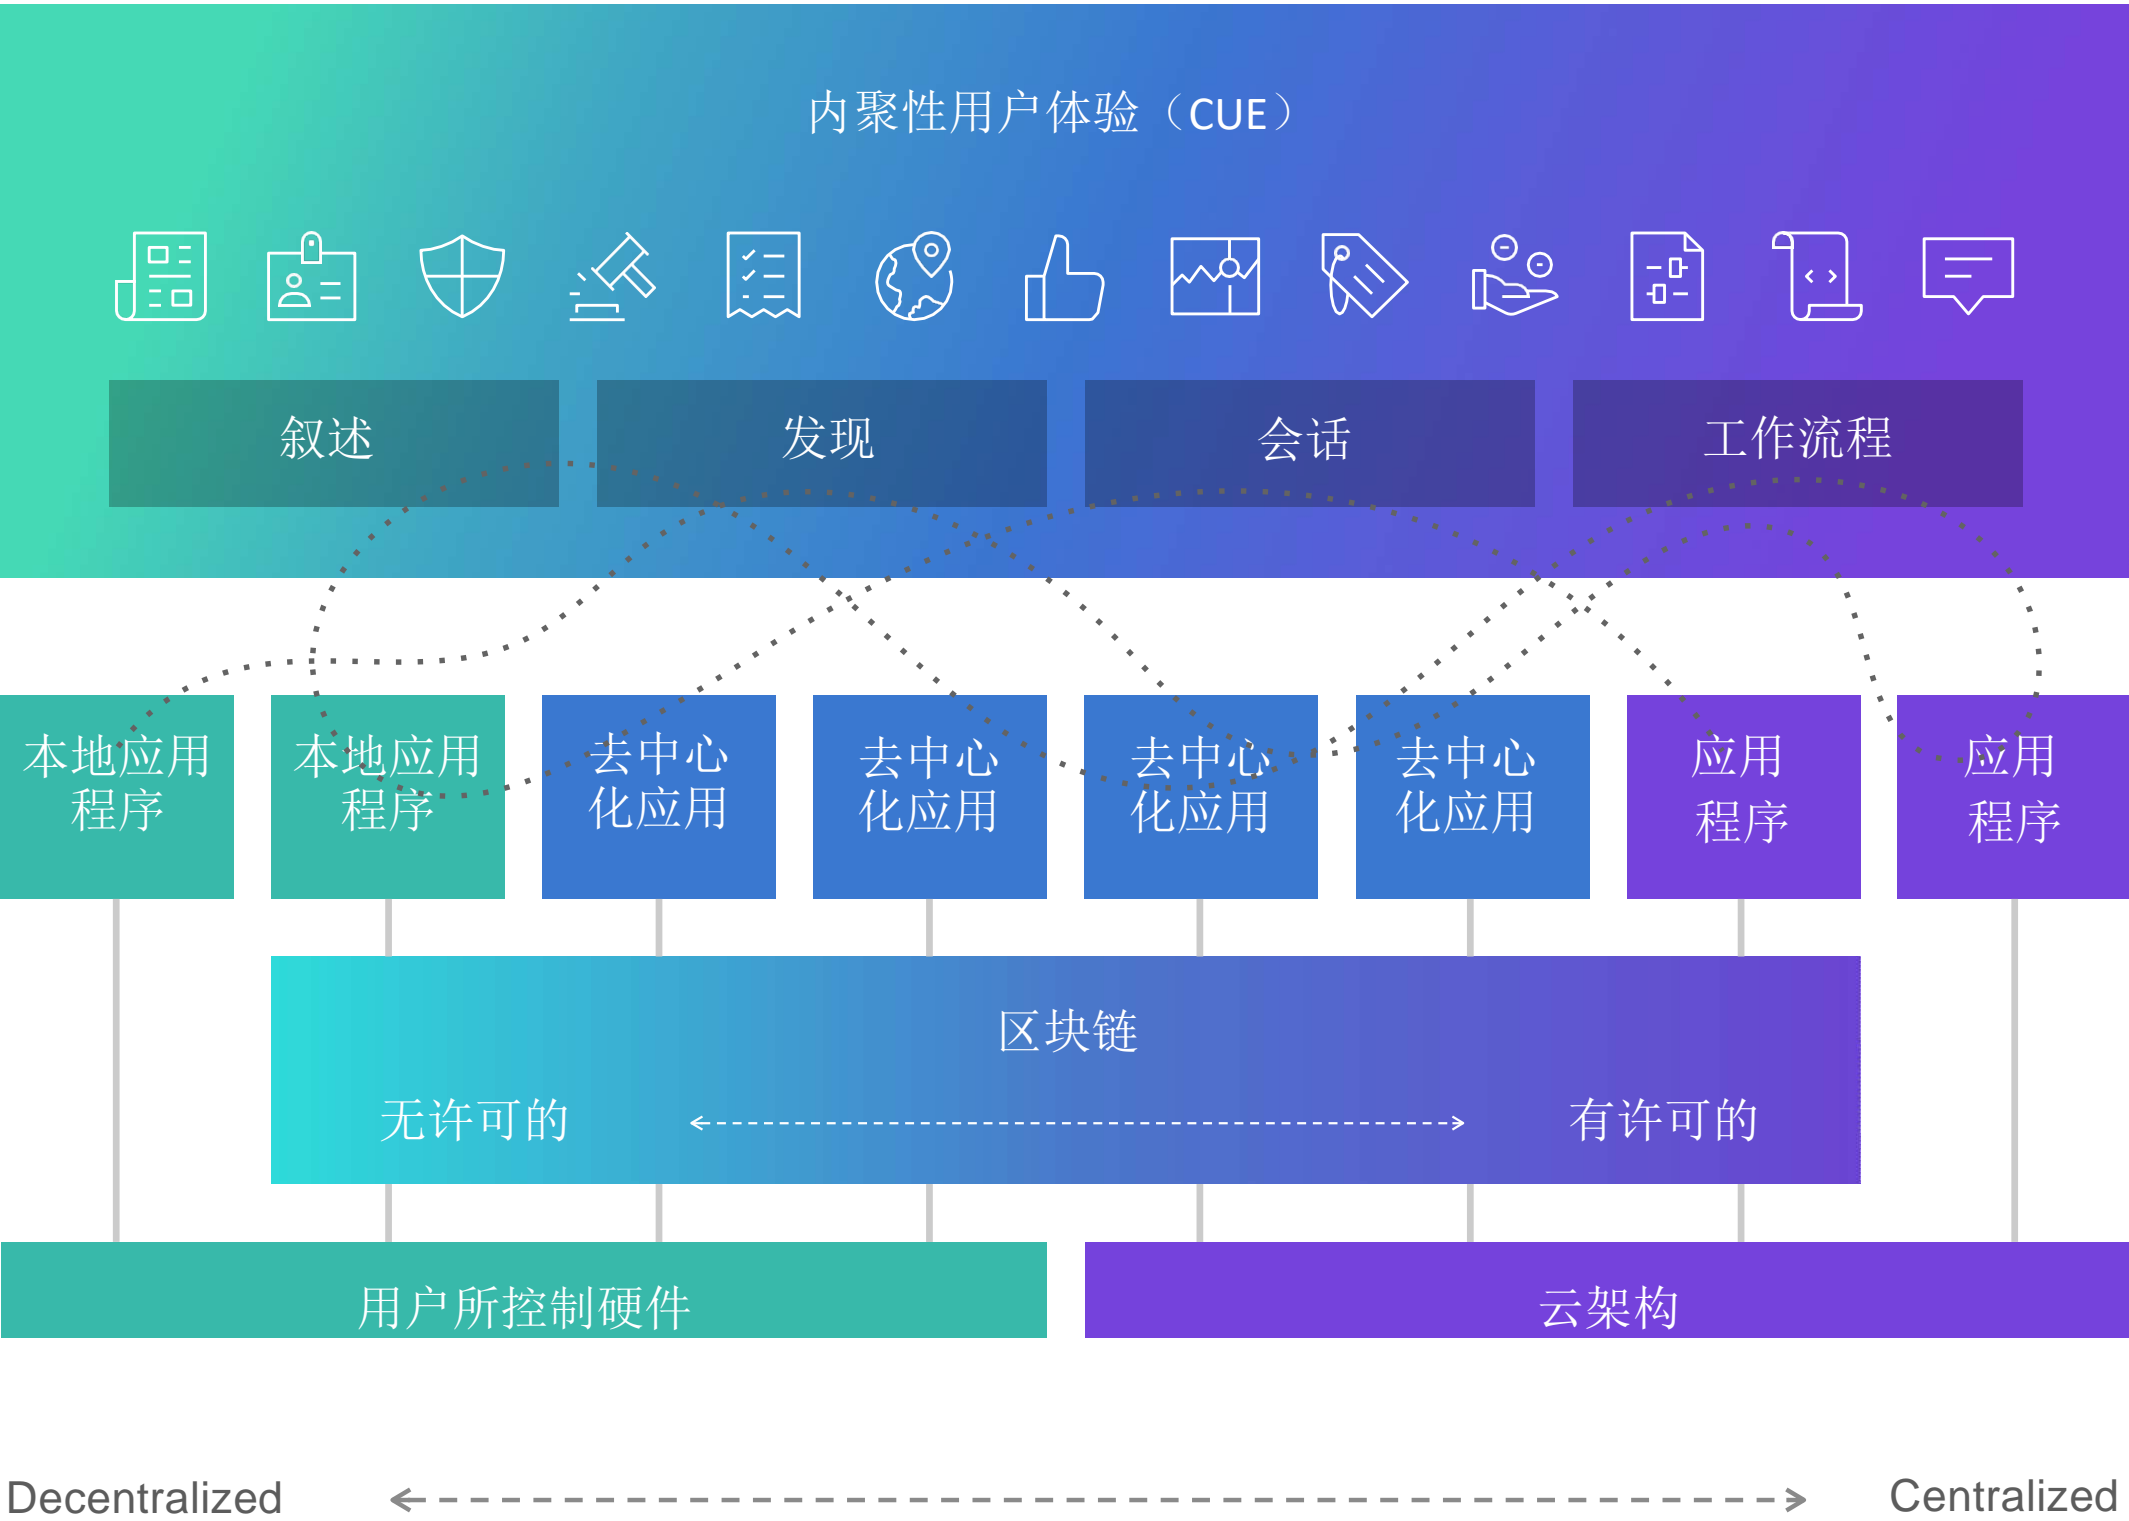 内聚性用户体验（CUE）
叙述
发现
会话
工作流程
本地应用
程序
本地应用
程序
去中心
化应用
去中心
化应用
去中心
化应用
去中心
化应用
应用
程序
应用
程序
区块链
无许可的
有许可的
用户所控制硬件
云架构
Decentralized
Centralized